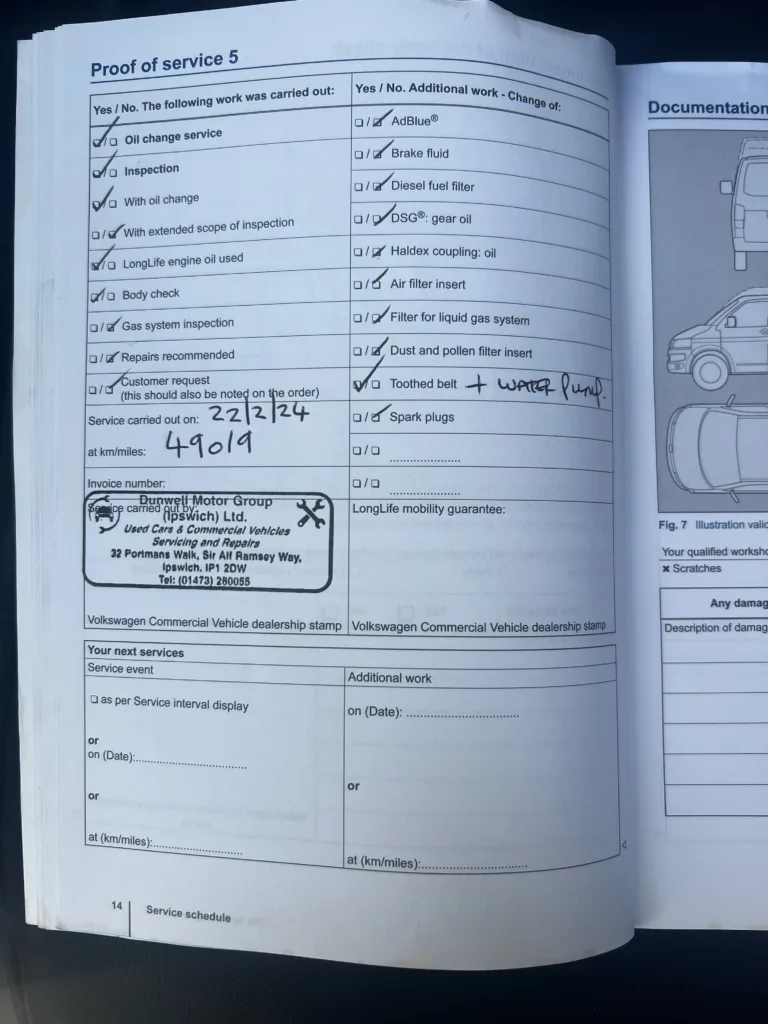 Proof of service 5
Yes / No. The following work was carried out:
☑/☐ Oil change service
☑/☐ Inspection
☑/☐ With oil change
☐/☑ With extended scope of inspection
☑/☐ LongLife engine oil used
☑/☐ Body check
☐/☑ Gas system inspection
☐/☑ Repairs recommended
☐/☑ Customer request
(this should also be noted on the order)
Service carried out on: 22/2/24
at km/miles: 49019
Invoice number:
Service carried out by:
Dunwell Motor Group
(Ipswich) Ltd.
Used Cars & Commercial Vehicles
Servicing and Repairs
32 Portmans Walk, Sir Alf Ramsey Way,
Ipswich, IP1 2DW
Tel: (01473) 280055
Volkswagen Commercial Vehicle dealership stamp
Yes / No. Additional work - Change of:
☐/☑ AdBlue®
☐/☑ Brake fluid
☐/☑ Diesel fuel filter
☐/☑ DSG®: gear oil
☐/☑ Haldex coupling: oil
☐/☑ Air filter insert
☐/☑ Filter for liquid gas system
☐/☑ Dust and pollen filter insert
☑/☐ Toothed belt + WATER PUMP.
☐/☑ Spark plugs
☐/☐ ......................
☐/☐ ......................
LongLife mobility guarantee:
Volkswagen Commercial Vehicle dealership stamp
Your next services
Service event
☐ as per Service interval display
or
on (Date):..................................
or
at (km/miles):...........................
Additional work
on (Date): ..................................
or
at (km/miles):................................
14
Service schedule
Documentation
Fig. 7 Illustration valid
Your qualified worksho
✖ Scratches
Any damag
Description of damag